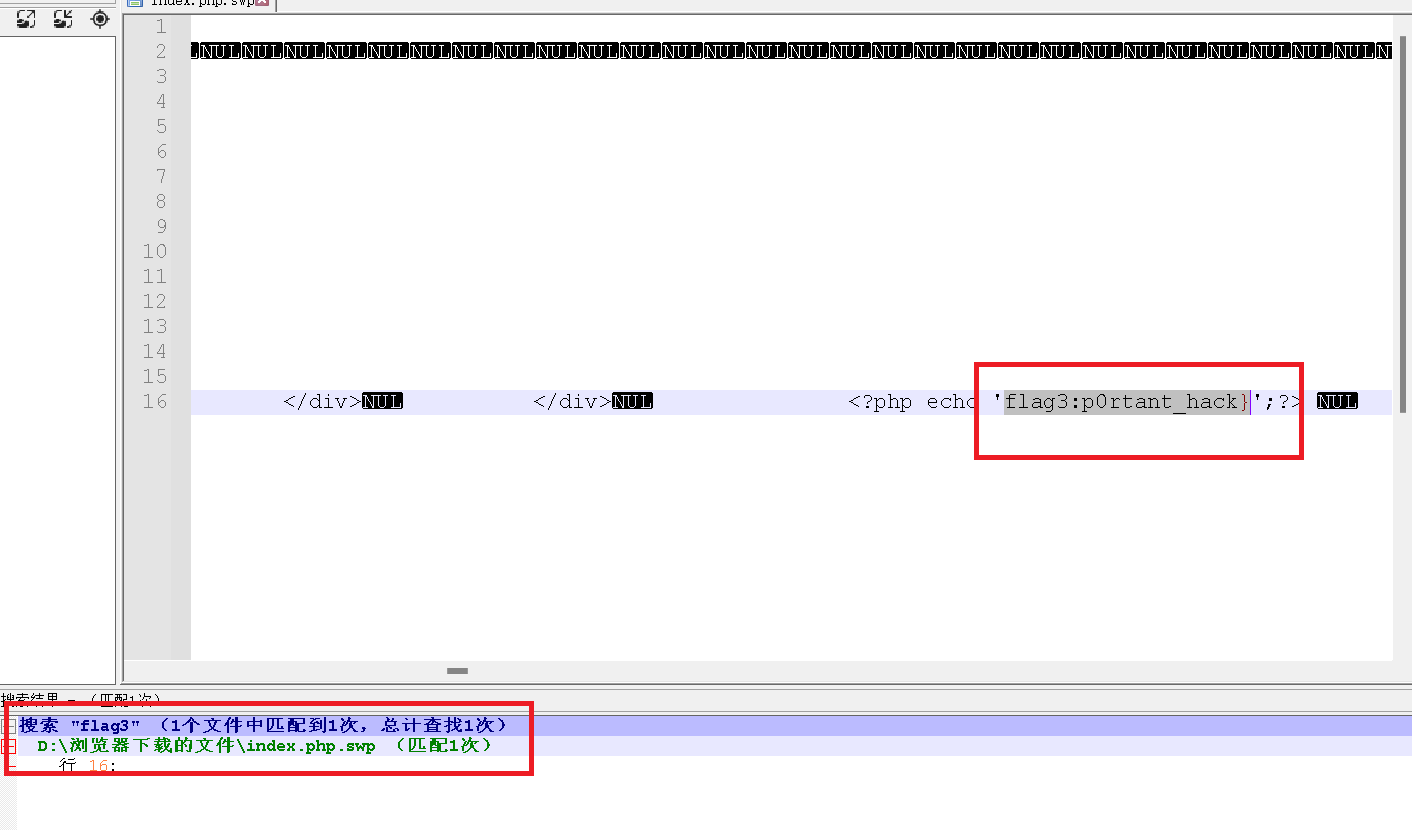 index.php.swp
1
2 NULNULNULNULNULNULNULNULNULNULNULNULNULNULNULNULNULNULNULNULNULNULNULNULNULNULNULNUL
3
4
5
6
7
8
9
10
11
12
13
14
15
16 </div>NUL </div>NUL <?php echo 'flag3:p0rtant_hack}';?> NUL
搜索结果 - (匹配1次)
搜索 "flag3" (1个文件中匹配到1次, 总计查找1次)
D:\浏览器下载的文件\index.php.swp (匹配1次)
行 16: